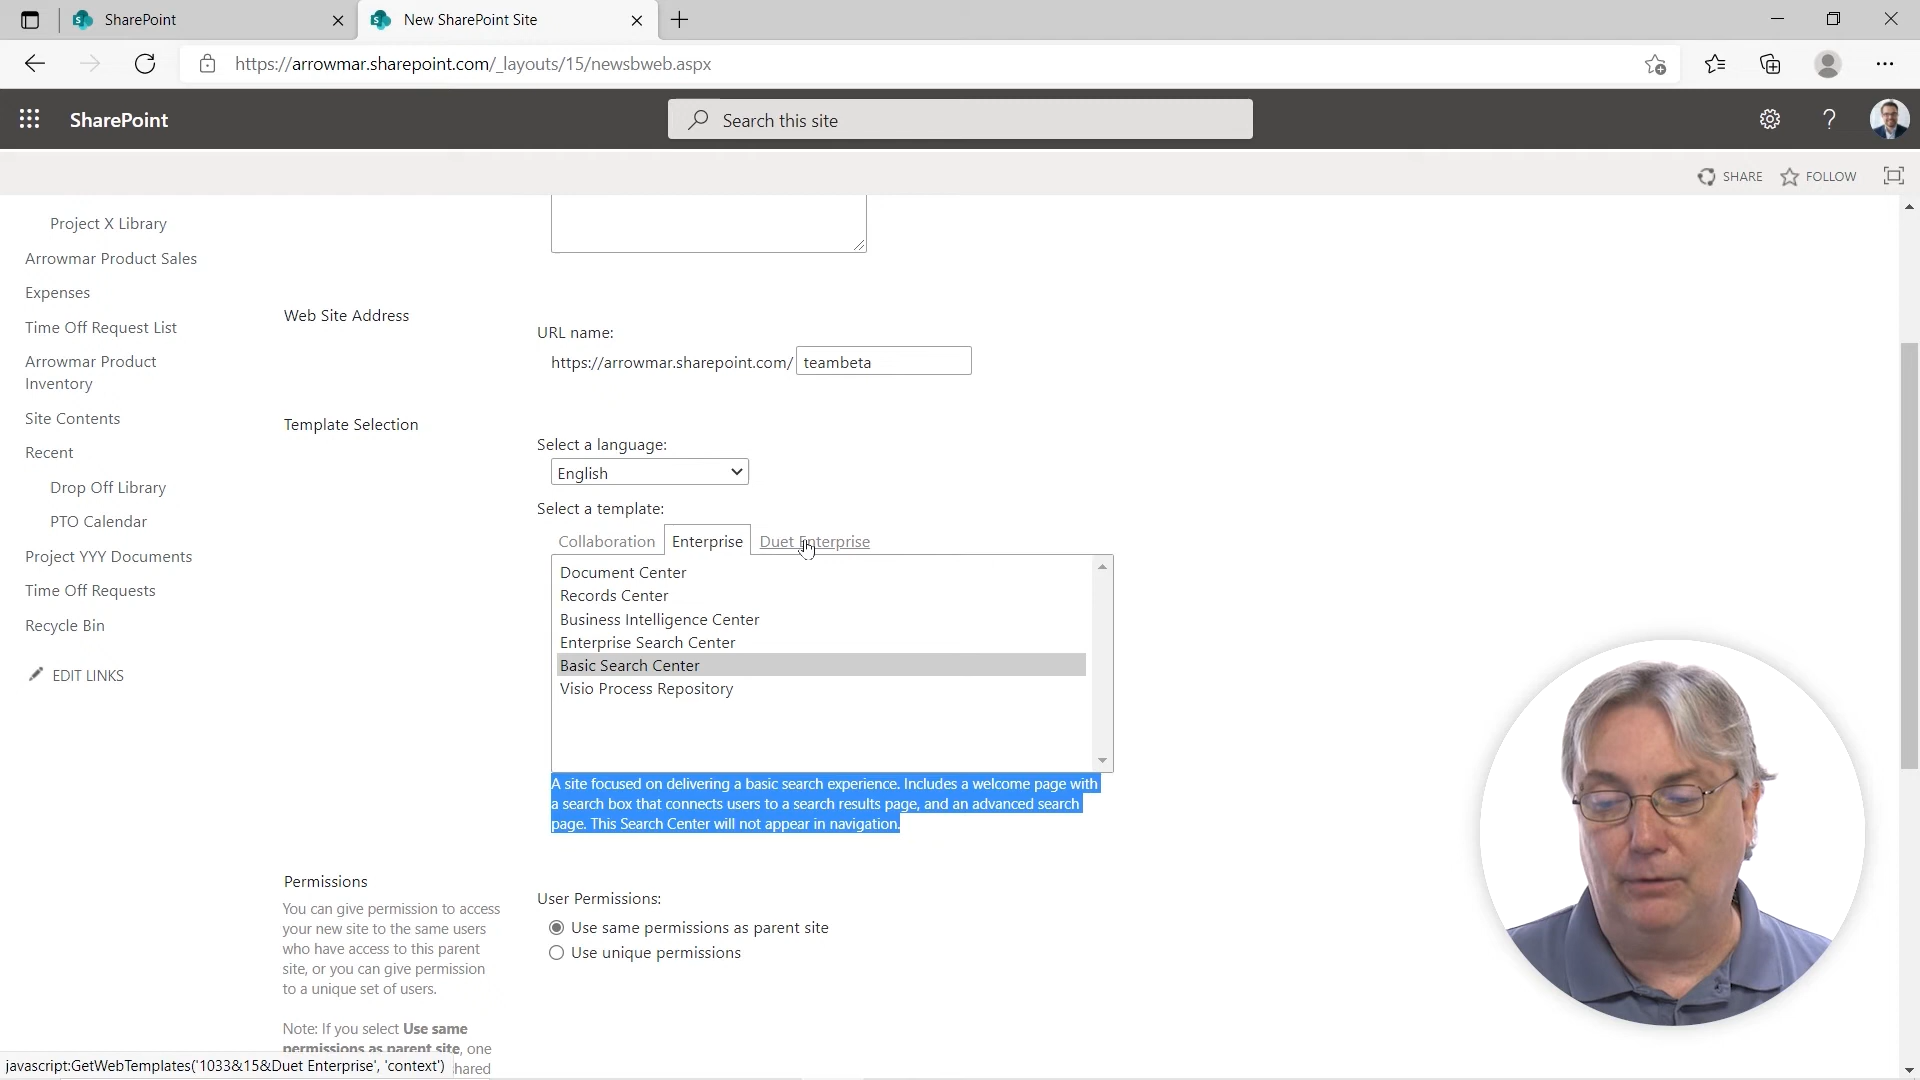 SharePoint
New SharePoint Site
https://arrowmar.sharepoint.com/_layouts/15/newsbweb.aspx
SharePoint
Search this site
SHARE
FOLLOW
Project X Library
Arrowmar Product Sales
Expenses
Time Off Request List
Arrowmar Product
Inventory
Site Contents
Recent
Drop Off Library
PTO Calendar
Project YYY Documents
Time Off Requests
Recycle Bin
EDIT LINKS
Web Site Address
URL name:
https://arrowmar.sharepoint.com/ teambeta
Template Selection
Select a language:
English
Select a template:
Collaboration Enterprise Duet Enterprise
Document Center
Records Center
Business Intelligence Center
Enterprise Search Center
Basic Search Center
Visio Process Repository
A site focused on delivering a basic search experience. Includes a welcome page with
a search box that connects users to a search results page, and an advanced search
page. This Search Center will not appear in navigation.
Permissions
You can give permission to access
your new site to the same users
who have access to this parent
site, or you can give permission
to a unique set of users.
Note: If you select Use same
permissions as parent site, one
hared
User Permissions:
Use same permissions as parent site
Use unique permissions
javascript:GetWebTemplates('1033&15&Duet Enterprise', 'context')